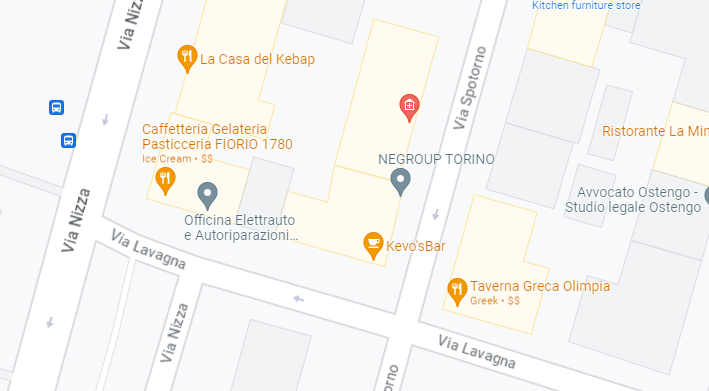 Kitchen furniture store
Via Nizza
La Casa del Kebap
Via Spotorno
Caffetteria Gelateria
Pasticceria FIORIO 1780
Ice Cream • $$
Ristorante La Min
NEGROUP TORINO
Avvocato Ostengo -
Studio legale Ostengo
Officina Elettrauto
e Autoriparazioni...
Via Nizza
Via Lavagna
Kevo'sBar
Taverna Greca Olimpia
Greek • $$
Via Nizza
Via Lavagna
orno